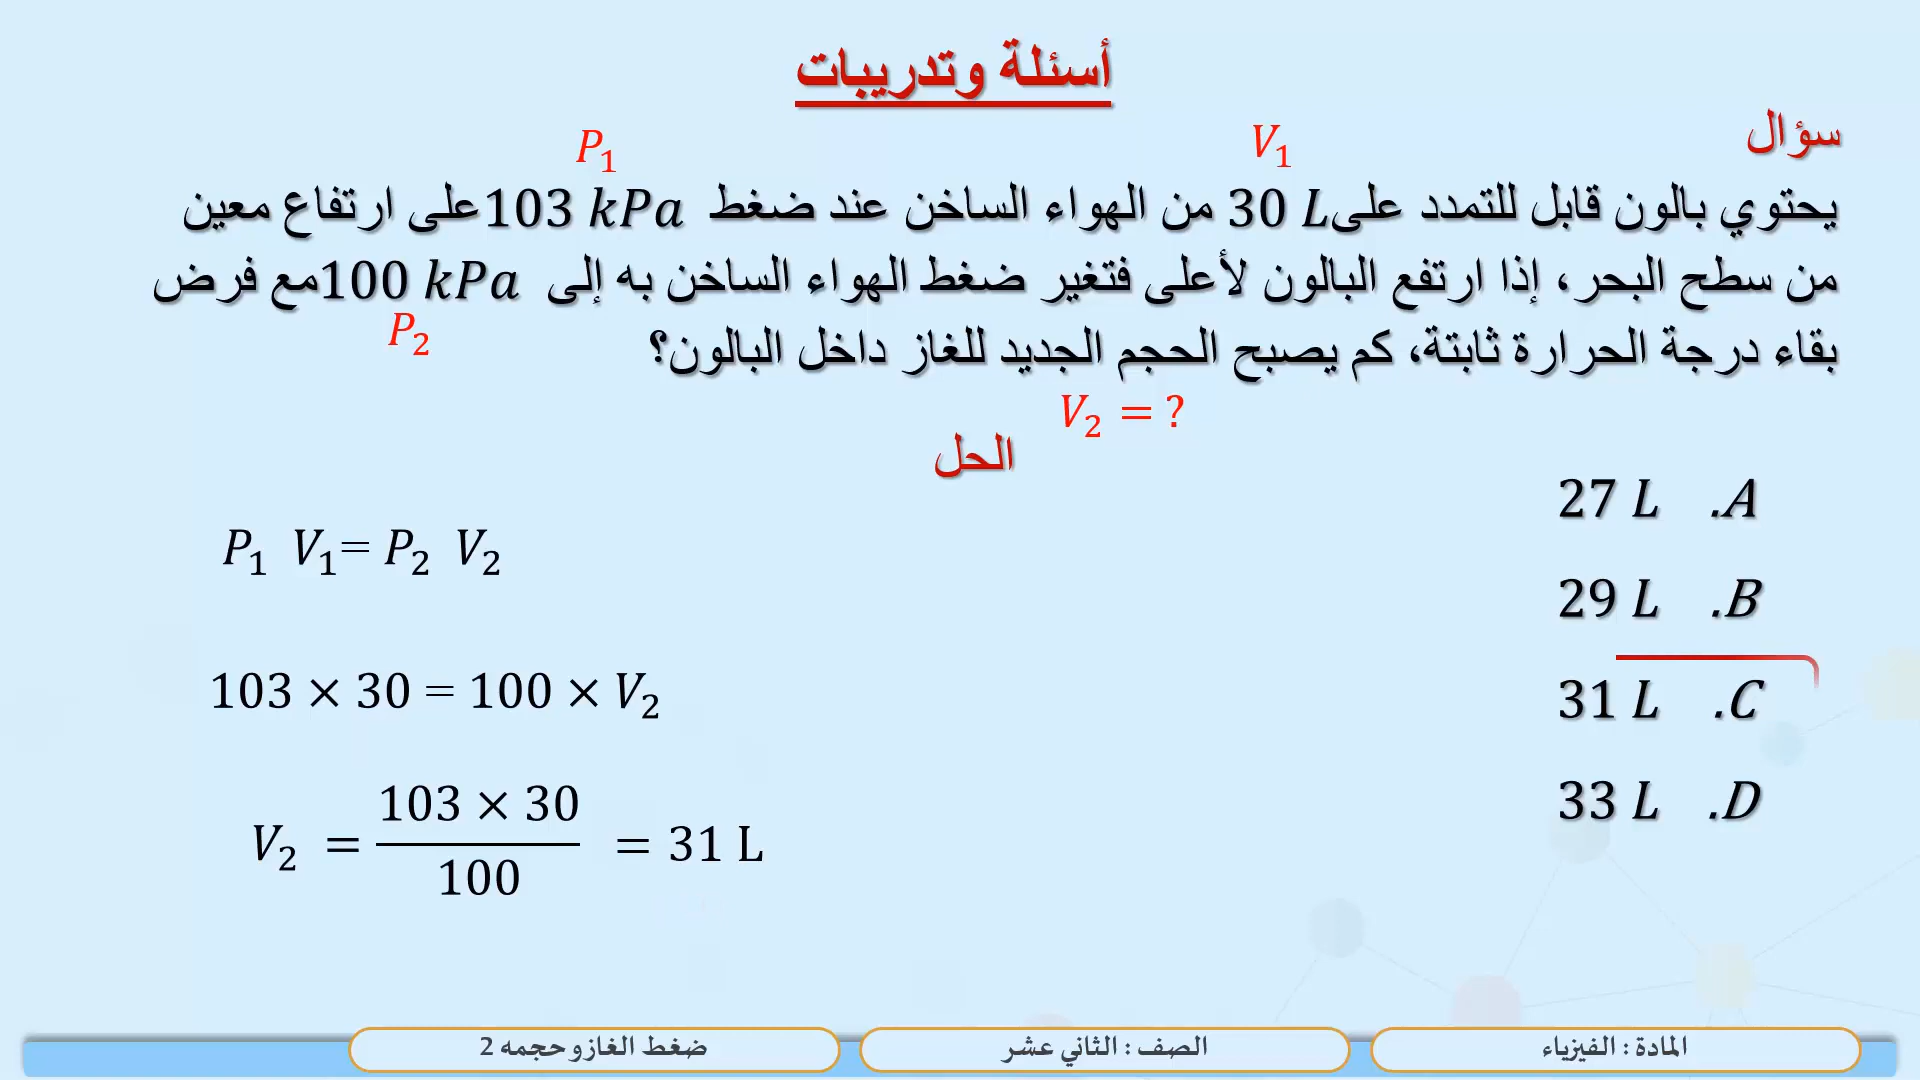 أسئلة وتدريبات
سؤال
V₁ P₁
يحتوي بالون قابل للتمدد على 30 L من الهواء الساخن عند ضغط 103 kPa على ارتفاع معين
من سطح البحر، إذا ارتفع البالون لأعلى فتغير ضغط الهواء الساخن به إلى 100 kPa مع فرض
P₂
بقاء درجة الحرارة ثابتة، كم يصبح الحجم الجديد للغاز داخل البالون؟
V₂ = ?
الحل
27 L .A
29 L .B
31 L .C
33 L .D
P₁ V₁= P₂ V₂
103 × 30 = 100 × V₂
V₂ = (103 × 30)/100 = 31 L
المادة : الفيزياء
الصف : الثاني عشر
ضغط الغاز وحجمه 2